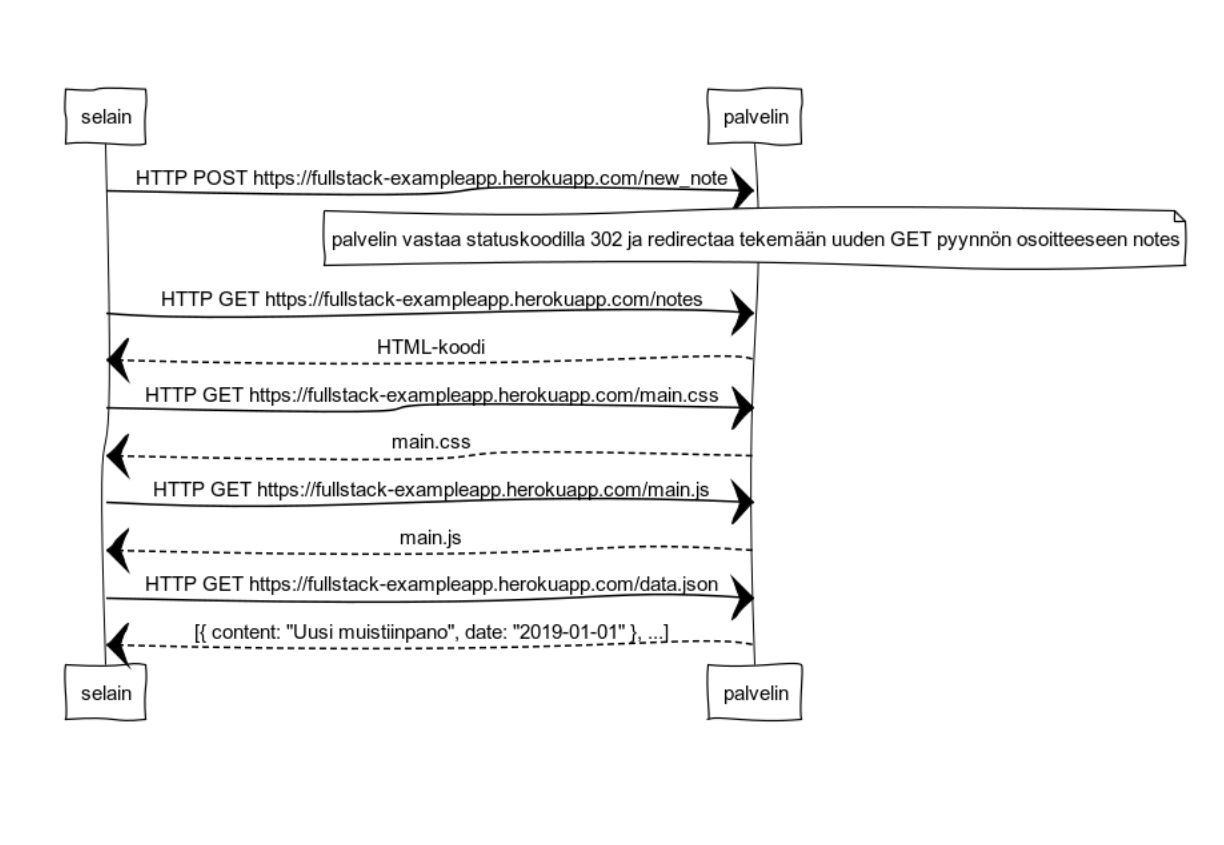 selain
palvelin
HTTP POST https://fullstack-exampleapp.herokuapp.com/new_note
palvelin vastaa statuskoodilla 302 ja redirectaa tekemään uuden GET pyynnön osoitteeseen notes
HTTP GET https://fullstack-exampleapp.herokuapp.com/notes
HTML-koodi
HTTP GET https://fullstack-exampleapp.herokuapp.com/main.css
main.css
HTTP GET https://fullstack-exampleapp.herokuapp.com/main.js
main.js
HTTP GET https://fullstack-exampleapp.herokuapp.com/data.json
[{ content: "Uusi muistiinpano", date: "2019-01-01" }, ...]
selain
palvelin